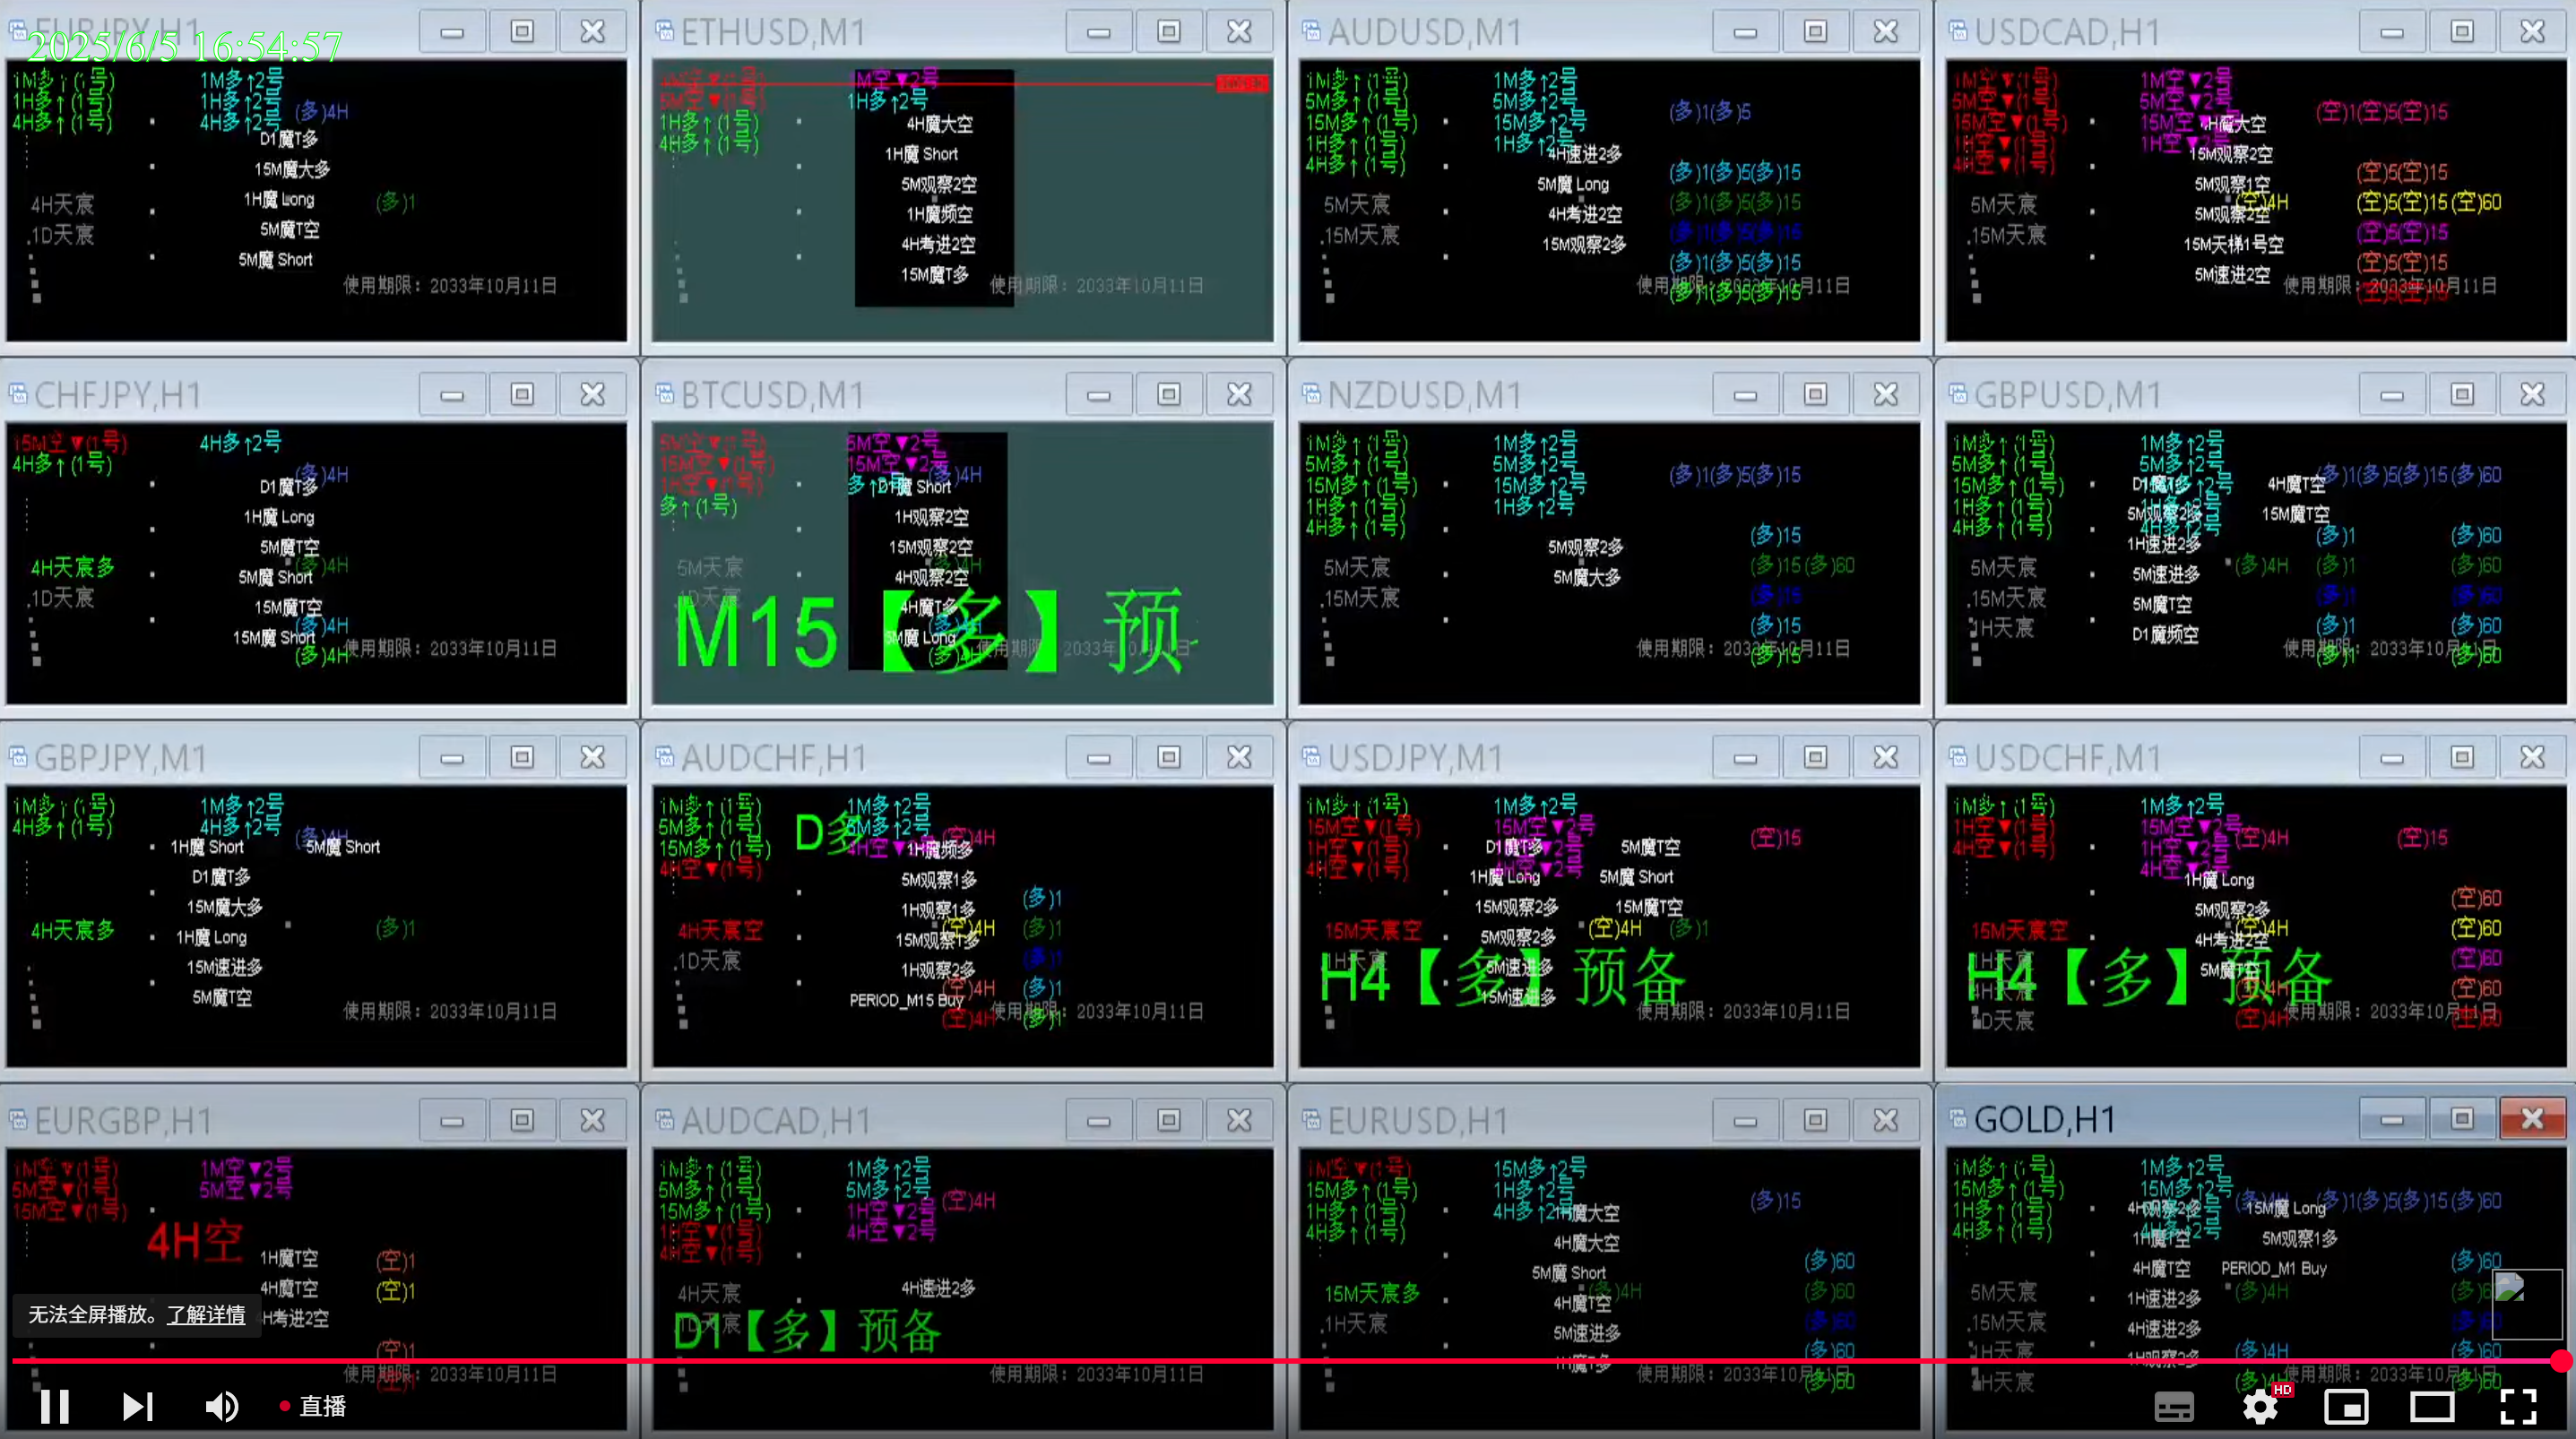 EURJPY,H1
2025/6/5 16:54:57
1M多↑(1号)
1H多↑(1号)
4H多↑(1号)
1M多↑2号
1H多↑2号
4H多↑2号
(多)4H
D1魔T多
15M魔大多
1H魔 Long
(多)1
5M魔T空
5M魔 Short
4H天宸
.1D天宸
使用期限：2033年10月11日
ETHUSD,M1
5M空▼(1号)
1H多↑(1号)
4H多↑(1号)
1M空▼2号
1H多↑2号
4H魔大空
1H魔 Short
5M观察2空
1H魔频空
4H考进2空
15M魔T多
使用期限：2033年10月11日
AUDUSD,M1
1M多↑(1号)
5M多↑(1号)
15M多↑(1号)
1H多↑(1号)
4H多↑(1号)
1M多↑2号
5M多↑2号
15M多↑2号
1H多↑2号
(多)1(多)5
4H速进2多
5M魔 Long
4H考进2空
15M观察2多
(多)1(多)5(多)15
(多)1(多)5(多)15
(多)1(多)5(多)15
(多)1(多)5(多)15
(多)1(多)5(多)15
5M天宸
.15M天宸
使用期限：2033年10月11日
USDCAD,H1
1M空▼(1号)
5M空▼(1号)
15M空▼(1号)
1H空▼(1号)
4H空▼(1号)
1M空▼2号
5M空▼2号
15M空▼2号
1H空▼2号
(空)1(空)5(空)15
4H魔大空
15M观察2空
5M观察1空
5M观察2空
15M天梯1号空
5M速进2空
(空)5(空)15
(空)4H
(空)5(空)15(空)60
(空)5(空)15
(空)5(空)15
(空)5(空)15
5M天宸
.15M天宸
使用期限：2033年10月11日
CHFJPY,H1
15M空▼(1号)
4H多↑(1号)
4H多↑2号
(多)4H
D1魔T多
1H魔 Long
5M魔T空
(多)4H
5M魔 Short
15M魔T空
(多)4H
15M魔 Short
(多)4H
4H天宸多
.1D天宸
使用期限：2033年10月11日
BTCUSD,M1
5M空▼(1号)
15M空▼(1号)
1H空▼(1号)
多↑(1号)
5M空▼2号
15M空▼2号
(多)4H
D1魔 Short
1H观察2空
15M观察2空
(多)4H
4H观察2空
4H魔T多
5M魔 Long
(多)4H
5M天宸
M15【多】预
NZDUSD,M1
1M多↑(1号)
5M多↑(1号)
15M多↑(1号)
1H多↑(1号)
4H多↑(1号)
1M多↑2号
5M多↑2号
15M多↑2号
1H多↑2号
(多)1(多)5(多)15
5M观察2多
5M魔大多
(多)15
(多)15(多)60
(多)15
(多)15
(多)15
5M天宸
.15M天宸
使用期限：2033年10月11日
GBPUSD,M1
1M多↑(1号)
5M多↑(1号)
15M多↑(1号)
1H多↑(1号)
4H多↑(1号)
1M多↑2号
5M多↑2号
(多)1(多)5(多)15(多)60
D1魔T多
4H魔T空
5M观察2多
15M魔T空
1H速进2多
5M速进多
5M魔T空
D1魔频空
(多)1
(多)60
(多)4H
(多)1
(多)60
(多)1
(多)60
(多)1
(多)60
(多)1
(多)60
5M天宸
.15M天宸
1H天宸
使用期限：2033年10月11日
GBPJPY,M1
1M多↑(1号)
4H多↑(1号)
1M多↑2号
4H多↑2号
(多)4H
1H魔 Short
5M魔 Short
D1魔T多
15M魔大多
1H魔 Long
15M速进多
5M魔T空
(多)1
4H天宸多
使用期限：2033年10月11日
AUDCHF,H1
1M多↑(1号)
5M多↑(1号)
15M多↑(1号)
4H空▼(1号)
D多
1M多↑2号
5M多↑2号
4H空▼2号
(空)4H
1H魔频多
5M观察1多
1H观察1多
15M观察1多
1H观察2多
PERIOD_M15 Buy
(多)1
(空)4H
(多)1
(多)1
(空)4H
(多)1
(空)4H
(多)1
4H天宸空
.1D天宸
使用期限：2033年10月11日
USDJPY,M1
1M多↑(1号)
15M空▼(1号)
1H空▼(1号)
4H空▼(1号)
1M多↑2号
15M空▼2号
(空)15
D1魔T多
5M魔T空
1H魔 Long
5M魔 Short
15M观察2多
15M魔T空
5M观察2多
5M速进多
15M速进多
(空)4H
(多)1
15M天宸空
.1H天宸
H4【多】预备
使用期限：2033年10月11日
USDCHF,M1
1M多↑(1号)
1H空▼(1号)
4H空▼(1号)
1M多↑2号
15M空▼2号
1H空▼2号
4H空▼2号
(空)4H
(空)15
1H魔 Long
5M观察2多
4H考进2空
5M魔T空
(空)60
(空)4H
(空)60
(空)60
(空)4H
(空)60
(空)4H
(空)60
15M天宸空
.1H天宸
4H天宸
1D天宸
H4【多】预备
使用期限：2033年10月11日
EURGBP,H1
1M空▼(1号)
5M空▼(1号)
15M空▼(1号)
1M空▼2号
5M空▼2号
4H空
1H魔T空
4H魔T空
H考进2空
(空)1
(空)1
(空)1
(空)1
无法全屏播放。了解详情
使用期限：2033年10月11日
AUDCAD,H1
1M多↑(1号)
5M多↑(1号)
15M多↑(1号)
1H空▼(1号)
4H空▼(1号)
1M多↑2号
5M多↑2号
1H空▼2号
4H空▼2号
(空)4H
4H速进2多
4H天宸
.1D天宸
D1【多】预备
使用期限：2033年10月11日
EURUSD,H1
1M空▼(1号)
15M多↑(1号)
1H多↑(1号)
4H多↑(1号)
15M多↑2号
1H多↑2号
4H多↑2号
(多)15
1H魔大空
4H魔大空
5M魔 Short
4H魔T空
5M速进多
1H魔T多
(多)60
(多)4H
(多)60
(多)60
(多)60
(多)60
15M天宸多
.1H天宸
使用期限：2033年10月11日
GOLD,H1
1M多↑(1号)
15M多↑(1号)
1H多↑(1号)
4H多↑(1号)
1M多↑2号
15M多↑2号
4H多↑2号
(多)4H
(多)1(多)5(多)15(多)60
4H观察2多
15M魔 Long
1H魔T空
5M观察1多
4H魔T空
PERIOD_M1 Buy
1H速进2多
4H速进2多
1H观察2多
(多)60
(多)4H
(多)4H
(多)60
(多)4H
(多)60
5M天宸
.15M天宸
1H天宸
4H天宸
使用期限：2033年10月11日
直播
HD